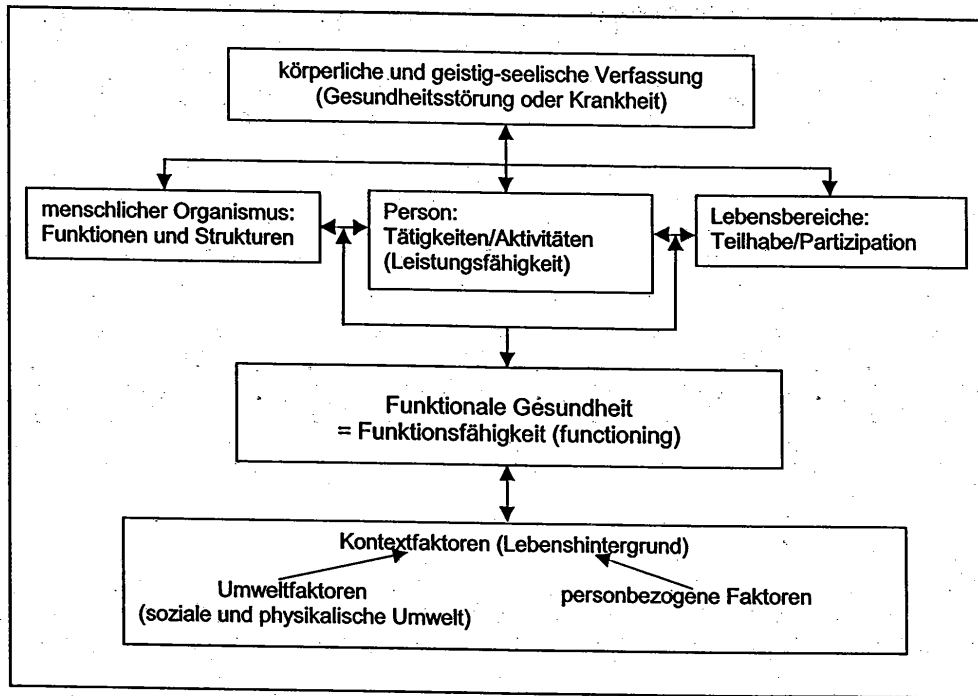 körperliche und geistig-seelische Verfassung
(Gesundheitsstörung oder Krankheit)
menschlicher Organismus:
Funktionen und Strukturen
Person:
Tätigkeiten/Aktivitäten
(Leistungsfähigkeit)
Lebensbereiche:
Teilhabe/Partizipation
Funktionale Gesundheit
= Funktionsfähigkeit (functioning)
Kontextfaktoren (Lebenshintergrund)
Umweltfaktoren
(soziale und physikalische Umwelt)
personbezogene Faktoren